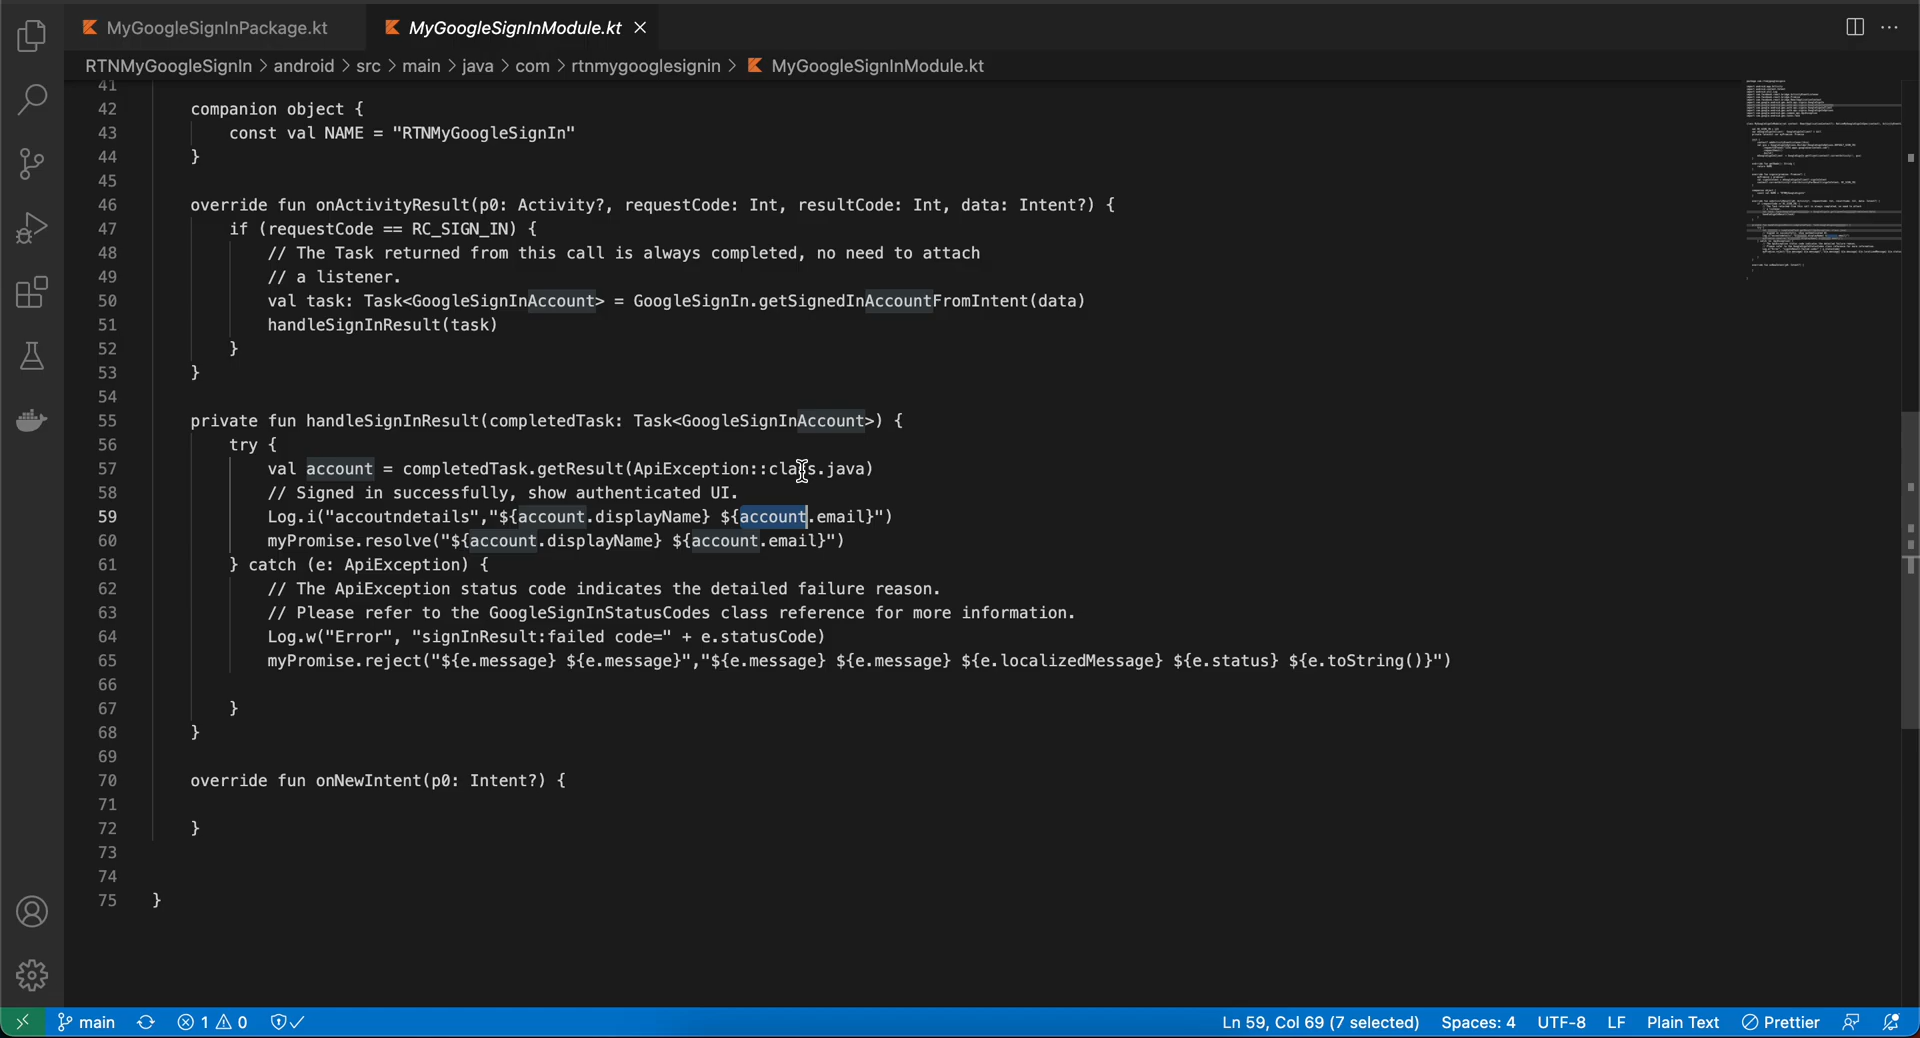 MyGoogleSignInPackage.kt MyGoogleSignInModule.kt
RTNMyGoogleSignIn > android > src > main > java > com > rtnmygooglesignin > MyGoogleSignInModule.kt
41
42 companion object {
43 const val NAME = "RTNMyGoogleSignIn"
44 }
45
46 override fun onActivityResult(p0: Activity?, requestCode: Int, resultCode: Int, data: Intent?) {
47 if (requestCode == RC_SIGN_IN) {
48 // The Task returned from this call is always completed, no need to attach
49 // a listener.
50 val task: Task<GoogleSignInAccount> = GoogleSignIn.getSignedInAccountFromIntent(data)
51 handleSignInResult(task)
52 }
53 }
54
55 private fun handleSignInResult(completedTask: Task<GoogleSignInAccount>) {
56 try {
57 val account = completedTask.getResult(ApiException::class.java)
58 // Signed in successfully, show authenticated UI.
59 Log.i("accoutndetails","${account.displayName} ${account.email}")
60 myPromise.resolve("${account.displayName} ${account.email}")
61 } catch (e: ApiException) {
62 // The ApiException status code indicates the detailed failure reason.
63 // Please refer to the GoogleSignInStatusCodes class reference for more information.
64 Log.w("Error", "signInResult:failed code=" + e.statusCode)
65 myPromise.reject("${e.message} ${e.message}","${e.message} ${e.message} ${e.localizedMessage} ${e.status} ${e.toString()}")
66
67 }
68 }
69
70 override fun onNewIntent(p0: Intent?) {
71
72 }
73
74
75 }
main 1 0 Ln 59, Col 69 (7 selected) Spaces: 4 UTF-8 LF Plain Text Prettier